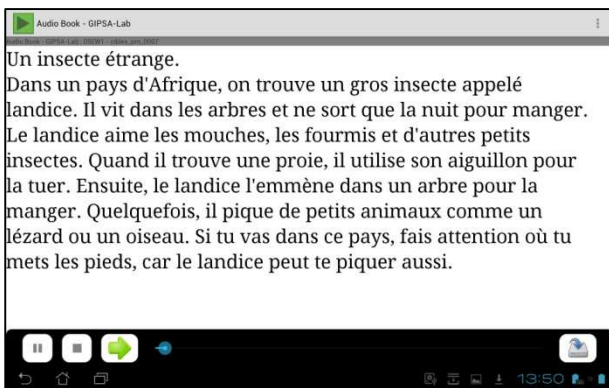 Audio Book - GIPSA-Lab
Un insecte étrange.
Dans un pays d'Afrique, on trouve un gros insecte appelé
landice. Il vit dans les arbres et ne sort que la nuit pour manger.
Le landice aime les mouches, les fourmis et d'autres petits
insectes. Quand il trouve une proie, il utilise son aiguillon pour
la tuer. Ensuite, le landice l'emmène dans un arbre pour la
manger. Quelquefois, il pique de petits animaux comme un
lézard ou un oiseau. Si tu vas dans ce pays, fais attention où tu
mets les pieds, car le landice peut te piquer aussi.
13:50